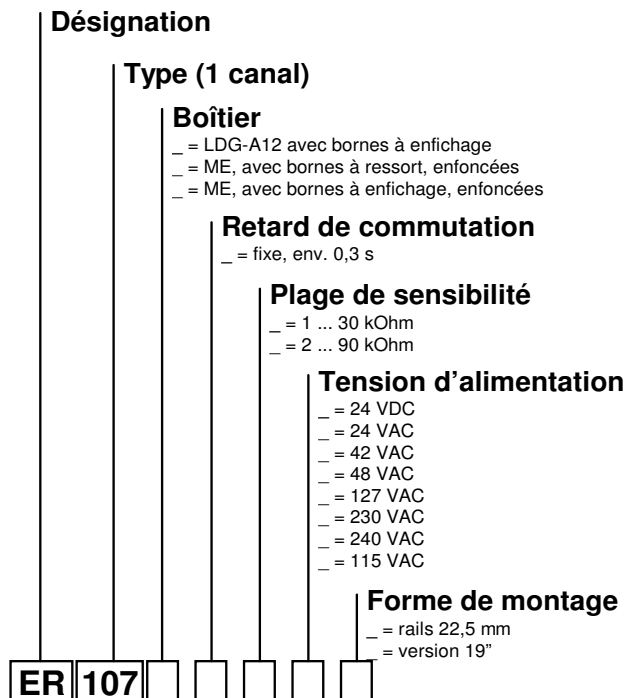 Désignation
Type (1 canal)
Boîtier
_ = LDG-A12 avec bornes à enfichage
_ = ME, avec bornes à ressort, enfoncées
_ = ME, avec bornes à enfichage, enfoncées
Retard de commutation
_ = fixe, env. 0,3 s
Plage de sensibilité
_ = 1 ... 30 kOhm
_ = 2 ... 90 kOhm
Tension d’alimentation
_ = 24 VDC
_ = 24 VAC
_ = 42 VAC
_ = 48 VAC
_ = 127 VAC
_ = 230 VAC
_ = 240 VAC
_ = 115 VAC
Forme de montage
_ = rails 22,5 mm
_ = version 19”
ER 107